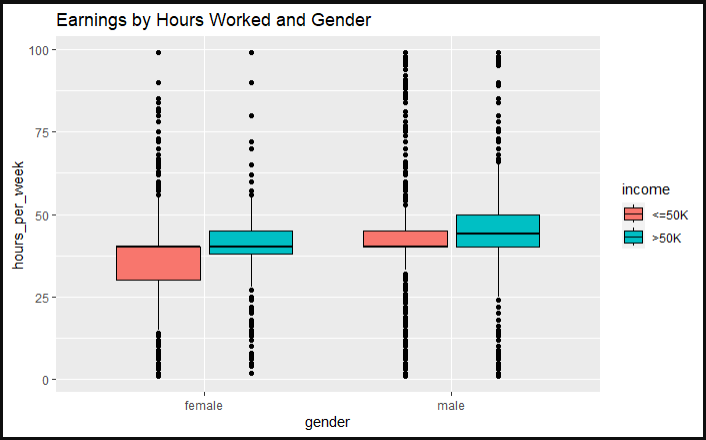 Earnings by Hours Worked and Gender
100
75
50
25
0
hours_per_week
female
male
gender
income
<=50K
>50K